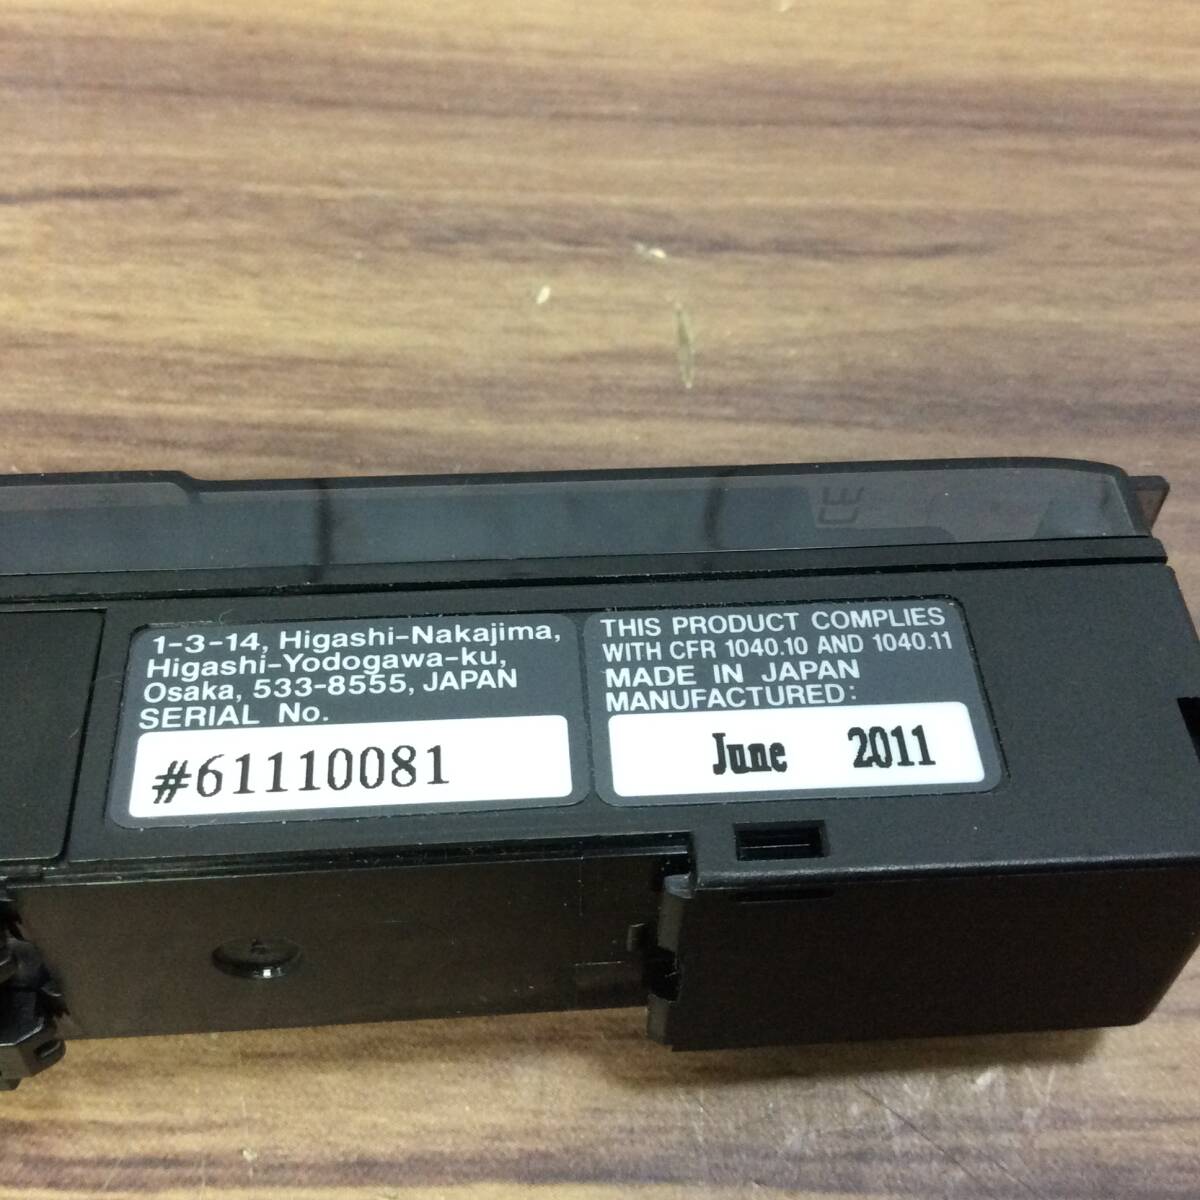 CE
1-3-14, Higashi-Nakajima,
Higashi-Yodogawa-ku,
Osaka, 533-8555, JAPAN
SERIAL No.
#61110081
THIS PRODUCT COMPLIES
WITH CFR 1040.10 AND 1040.11
MADE IN JAPAN
MANUFACTURED:
June 2011